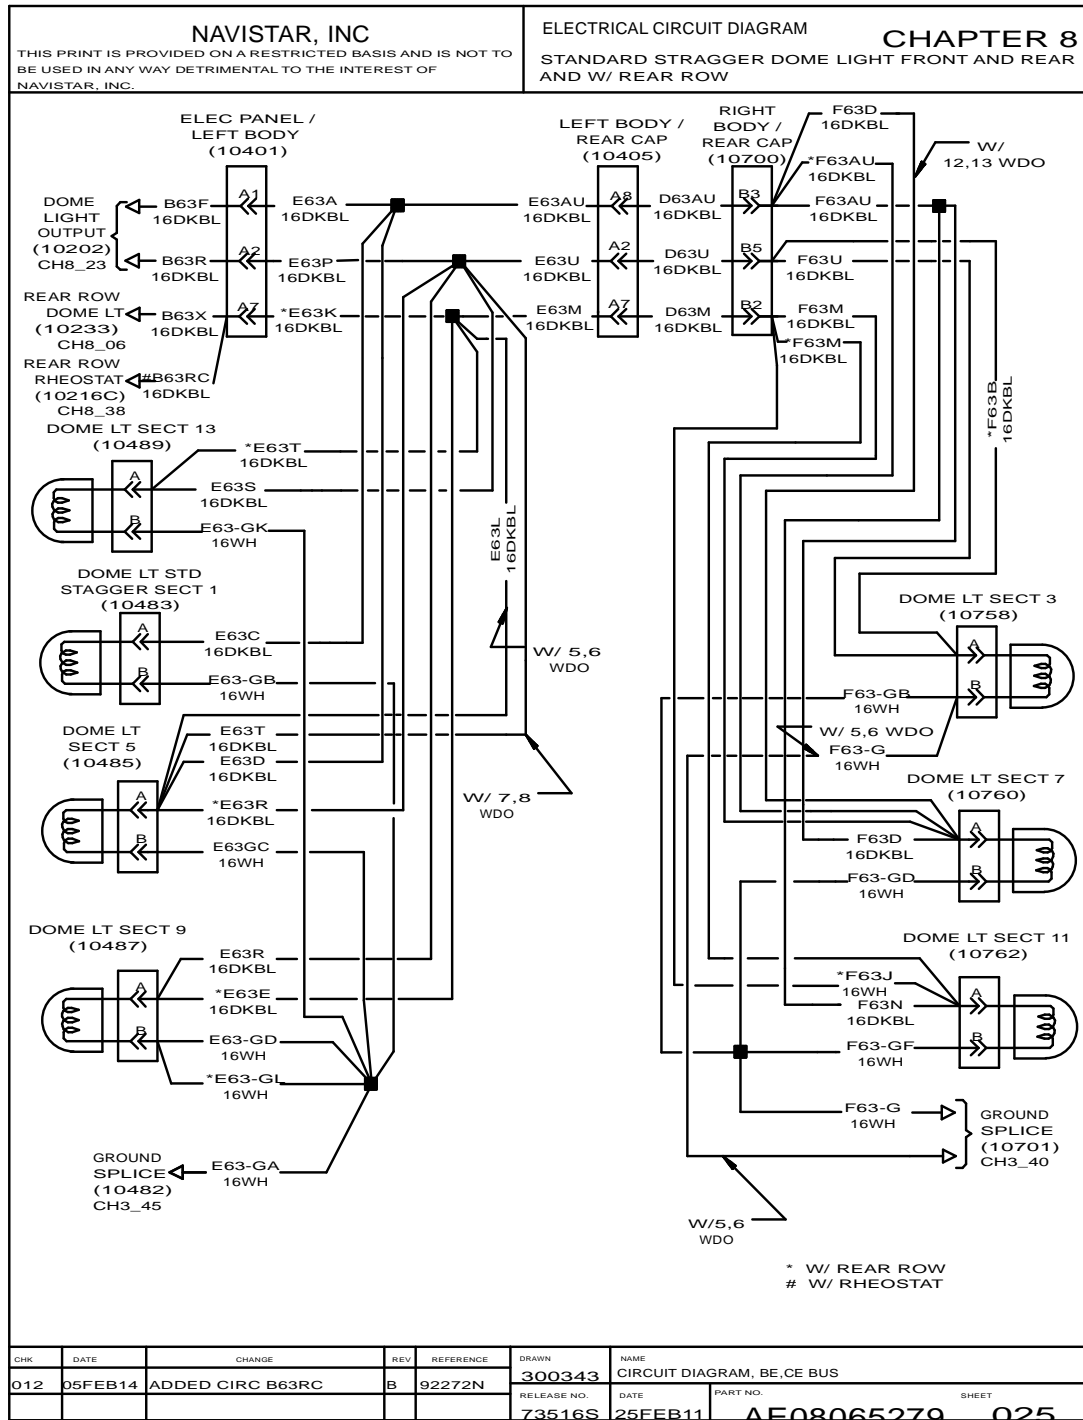 NAVISTAR, INC
THIS PRINT IS PROVIDED ON A RESTRICTED BASIS AND IS NOT TO
BE USED IN ANY WAY DETRIMENTAL TO THE INTEREST OF
NAVISTAR, INC.
ELECTRICAL CIRCUIT DIAGRAM
CHAPTER 8
STANDARD STRAGGER DOME LIGHT FRONT AND REAR
AND W/ REAR ROW
ELEC PANEL /
LEFT BODY
(10401)
LEFT BODY /
REAR CAP
(10405)
RIGHT
BODY /
REAR CAP
(10700)
F63D
16DKBL
*F63AU
16DKBL
W/
12,13 WDO
DOME
LIGHT
OUTPUT
(10202)
CH8_23
B63F
16DKBL
A1
E63A
16DKBL
E63AU
16DKBL
A8
D63AU
16DKBL
B3
F63AU
16DKBL
B63R
16DKBL
A2
E63P
16DKBL
E63U
16DKBL
A2
D63U
16DKBL
B5
F63U
16DKBL
REAR ROW
DOME LT
(10233)
CH8_06
B63X
16DKBL
A7
*E63K
16DKBL
E63M
16DKBL
A7
D63M
16DKBL
B2
F63M
16DKBL
*F63M
16DKBL
REAR ROW
RHEOSTAT
(10216C)
CH8_38
#B63RC
16DKBL
*F63B
16DKBL
DOME LT SECT 13
(10489)
*E63T
16DKBL
A
E63S
16DKBL
B
E63-GK
16WH
E63L
16DKBL
DOME LT STD
STAGGER SECT 1
(10483)
A
E63C
16DKBL
B
E63-GB
16WH
W/ 5,6
WDO
DOME LT SECT 3
(10758)
A
B
F63-GB
16WH
W/ 5,6 WDO
F63-G
16WH
DOME LT
SECT 5
(10485)
E63T
16DKBL
E63D
16DKBL
A
*E63R
16DKBL
B
E63GC
16WH
W/ 7,8
WDO
DOME LT SECT 7
(10760)
A
F63D
16DKBL
B
F63-GD
16WH
DOME LT SECT 9
(10487)
E63R
16DKBL
A
*E63E
16DKBL
B
E63-GD
16WH
*E63-GL
16WH
DOME LT SECT 11
(10762)
*F63J
16WH
A
F63N
16DKBL
B
F63-GF
16WH
F63-G
16WH
GROUND
SPLICE
(10701)
CH3_40
GROUND
SPLICE
(10482)
CH3_45
E63-GA
16WH
W/5,6
WDO
* W/ REAR ROW
# W/ RHEOSTAT
CHK DATE CHANGE REV REFERENCE
012 05FEB14 ADDED CIRC B63RC B 92272N
DRAWN
300343
NAME
CIRCUIT DIAGRAM, BE,CE BUS
RELEASE NO.
73516S
DATE
25FEB11
PART NO.
AE08065279
SHEET
025